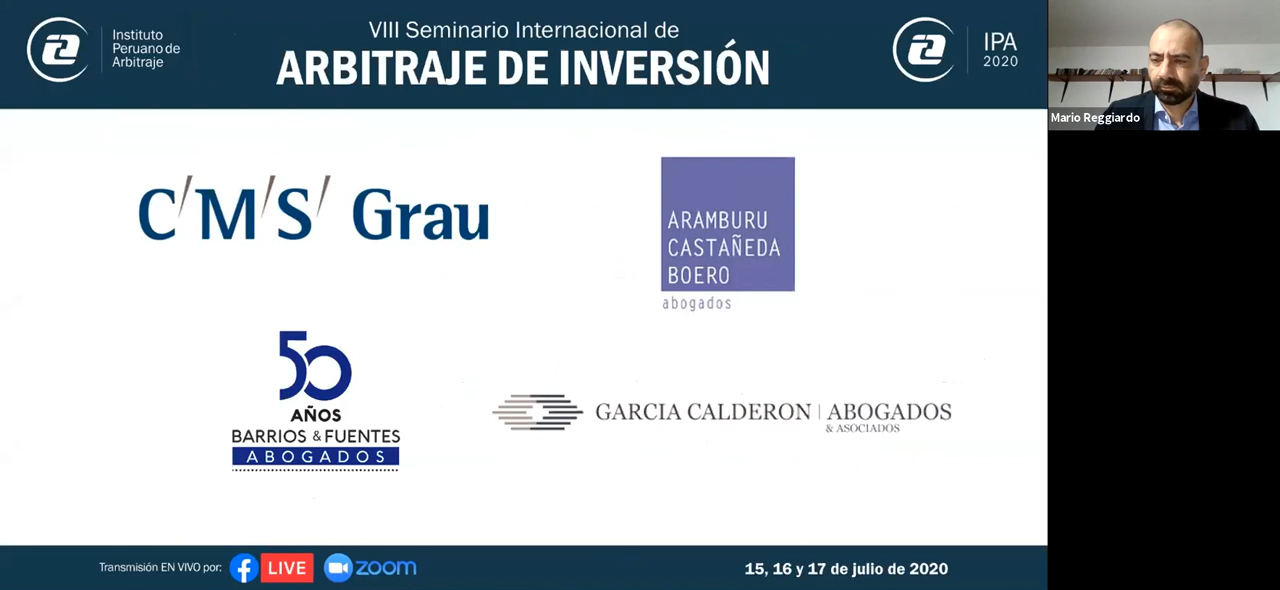 Instituto
Peruano de
Arbitraje
VIII Seminario Internacional de
ARBITRAJE DE INVERSIÓN
IPA
2020
Mario Reggiardo
C/M/S/ Grau
ARAMBURU
CASTAÑEDA
BOERO
abogados
50
AÑOS
BARRIOS & FUENTES
ABOGADOS
GARCIA CALDERON | ABOGADOS
& ASOCIADOS
Transmisión EN VIVO por: f LIVE zoom
15, 16 y 17 de julio de 2020